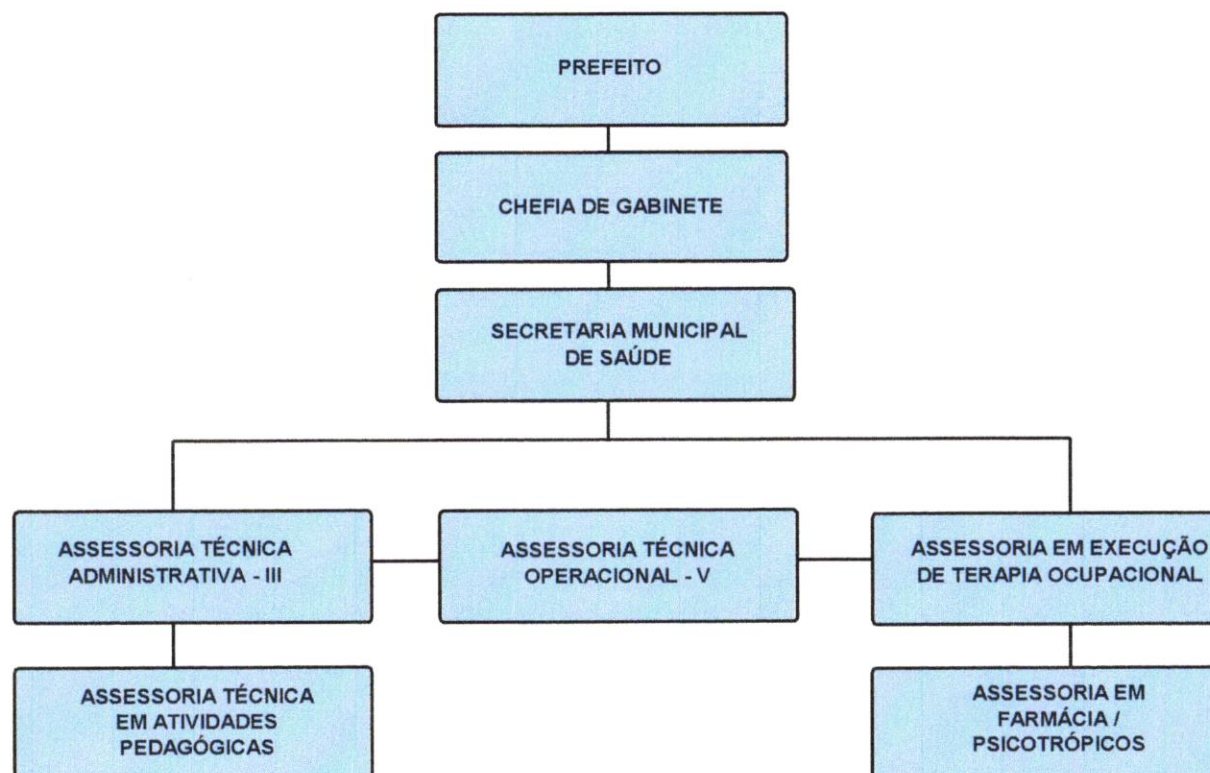 PREFEITO
CHEFIA DE GABINETE
SECRETARIA MUNICIPAL
DE SAÚDE
ASSESSORIA TÉCNICA
ADMINISTRATIVA - III
ASSESSORIA TÉCNICA
OPERACIONAL - V
ASSESSORIA EM EXECUÇÃO
DE TERAPIA OCUPACIONAL
ASSESSORIA TÉCNICA
EM ATIVIDADES
PEDAGÓGICAS
ASSESSORIA EM
FARMÁCIA /
PSICOTRÓPICOS